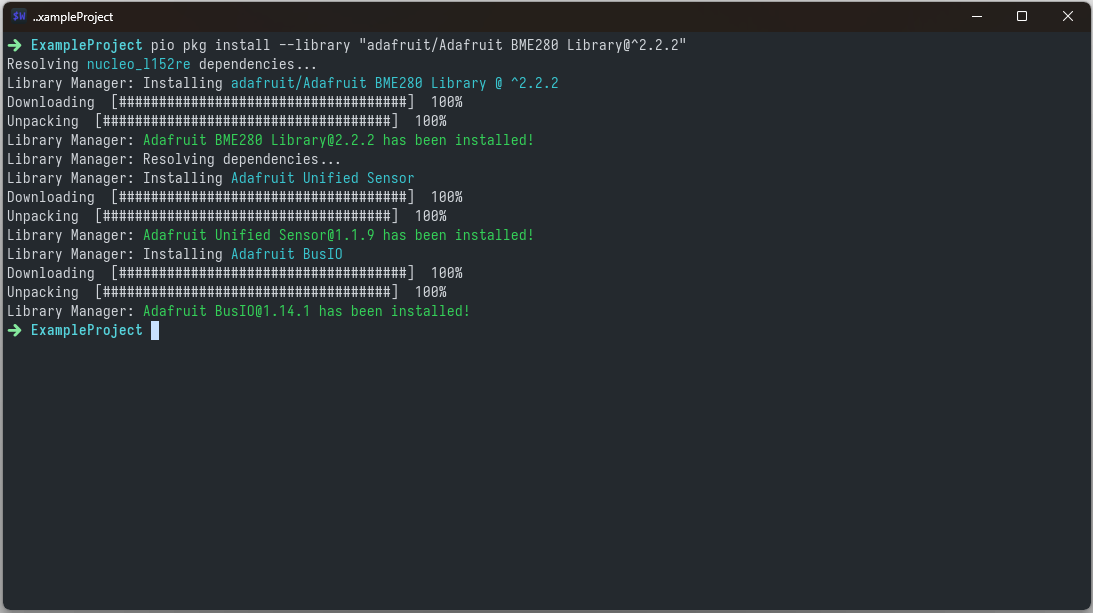 SW ..xampleProject
➔ ExampleProject pio pkg install --library "adafruit/Adafruit BME280 Library@^2.2.2"
Resolving nucleo_l152re dependencies...
Library Manager: Installing adafruit/Adafruit BME280 Library @ ^2.2.2
Downloading  [####################################]  100%
Unpacking  [####################################]  100%
Library Manager: Adafruit BME280 Library@2.2.2 has been installed!
Library Manager: Resolving dependencies...
Library Manager: Installing Adafruit Unified Sensor
Downloading  [####################################]  100%
Unpacking  [####################################]  100%
Library Manager: Adafruit Unified Sensor@1.1.9 has been installed!
Library Manager: Installing Adafruit BusIO
Downloading  [####################################]  100%
Unpacking  [####################################]  100%
Library Manager: Adafruit BusIO@1.14.1 has been installed!
➔ ExampleProject